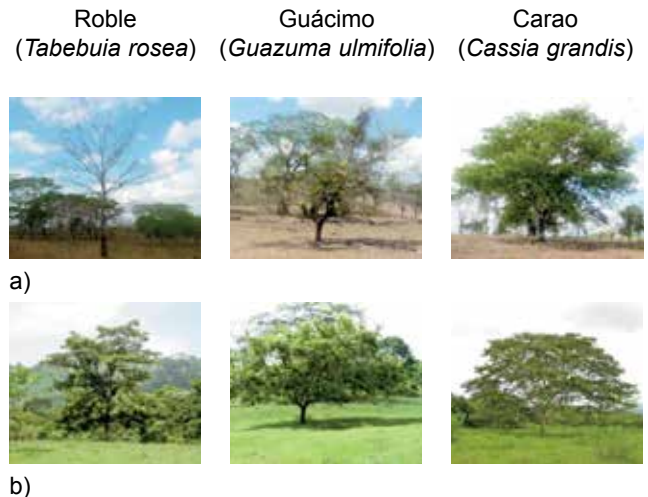 Roble Guácimo Carao
(Tabebuia rosea) (Guazuma ulmifolia) (Cassia grandis)
a)
b)